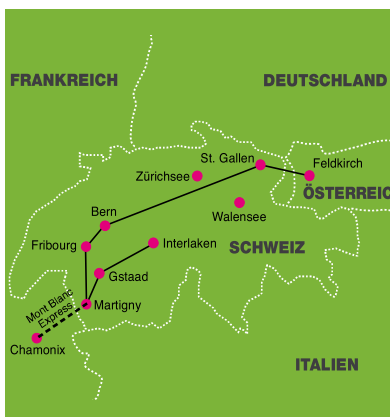 FRANKREICH
DEUTSCHLAND
St. Gallen
Feldkirch
Zürichsee
ÖSTERREIC
Walensee
Bern
Fribourg
Interlaken
SCHWEIZ
Gstaad
Mont Blanc
Express
Martigny
Chamonix
ITALIEN